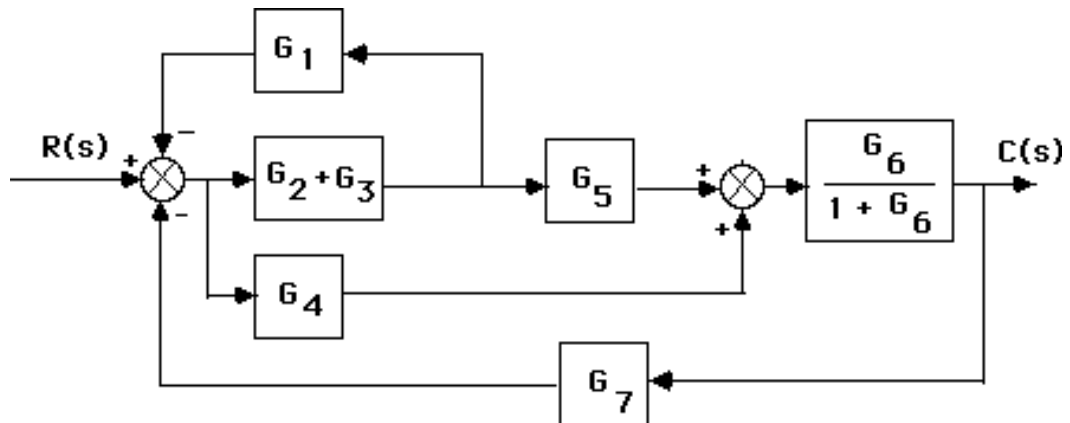 G₁
R(s)
+
−
−
G₂ + G₃
G₅
+
+
G₆
1 + G₆
C(s)
G₄
G₇